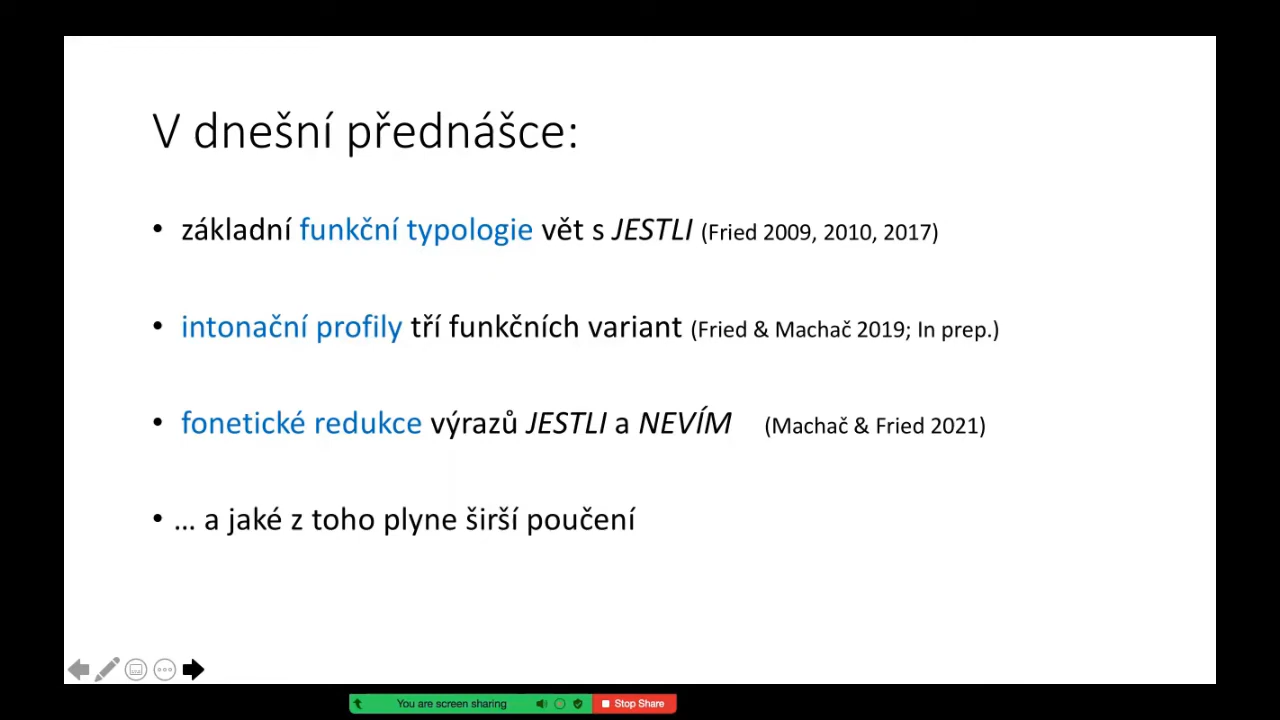 V dnešní přednášce:
• základní funkční typologie vět s JESTLI (Fried 2009, 2010, 2017)
• intonační profily tří funkčních variant (Fried & Machač 2019; In prep.)
• fonetické redukce výrazů JESTLI a NEVÍM (Machač & Fried 2021)
• … a jaké z toho plyne širší poučení
You are screen sharing Stop Share